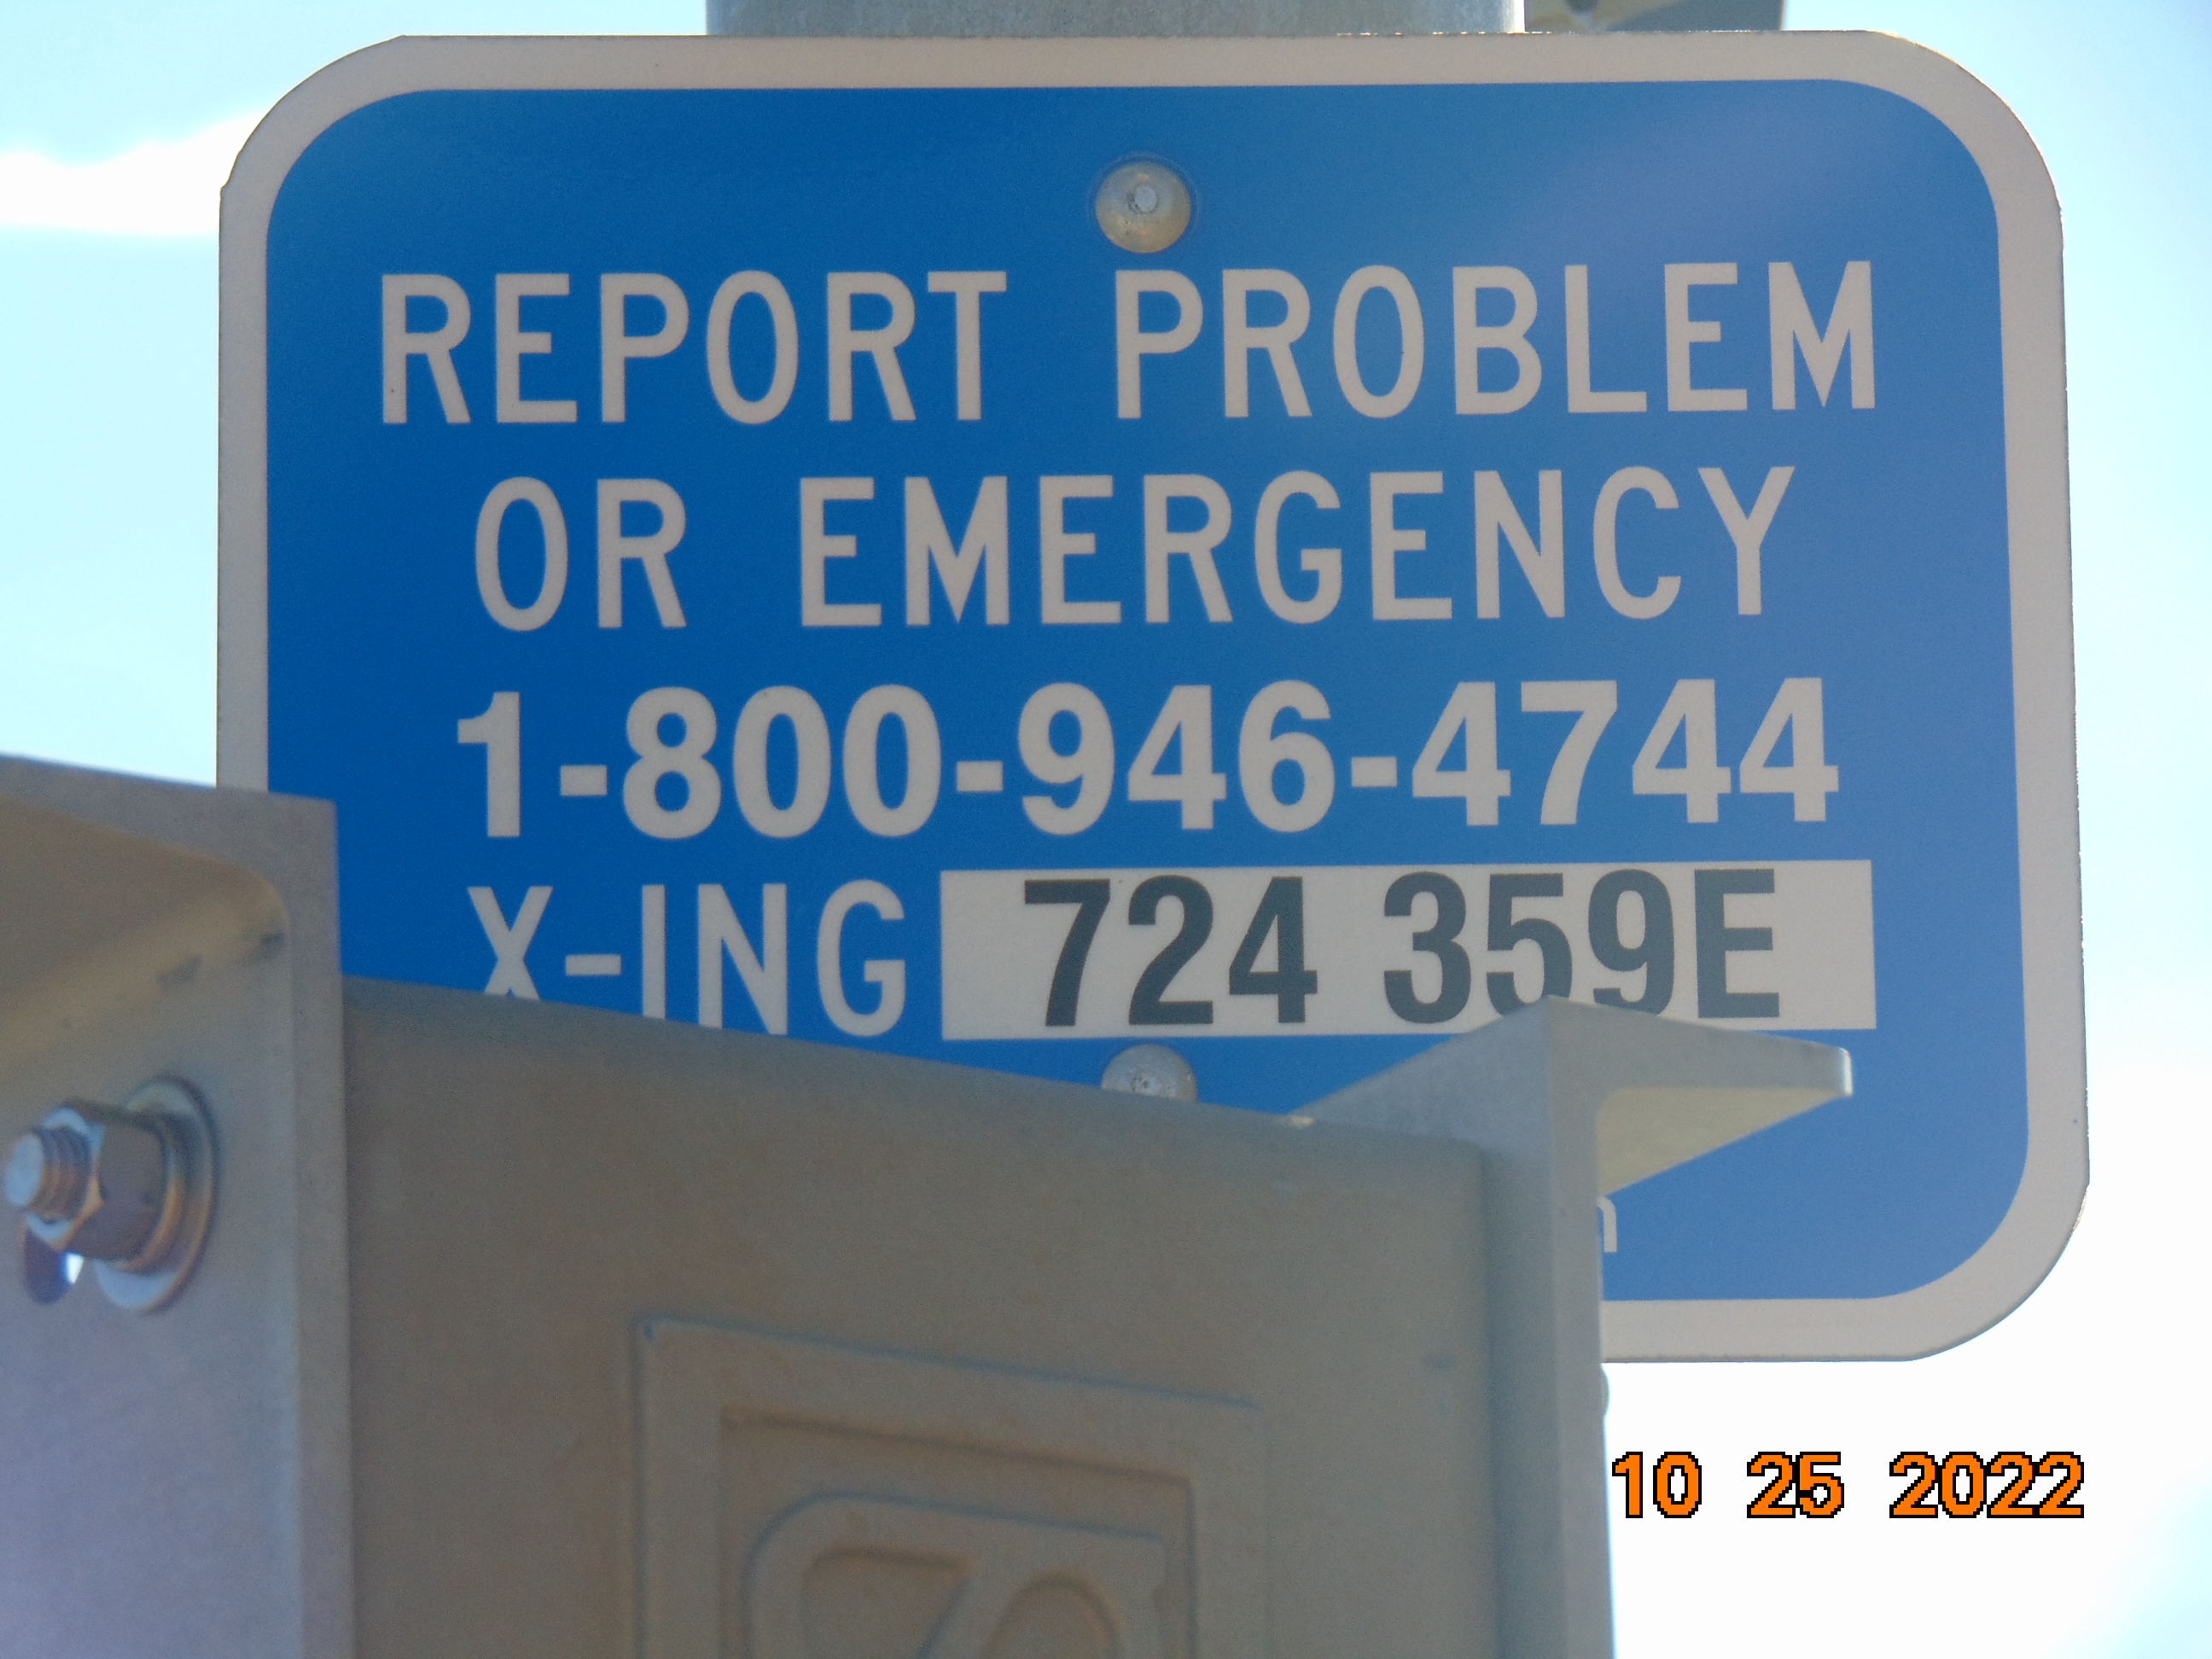 REPORT PROBLEM
OR EMERGENCY
1-800-946-4744
X-ING 724 359E
10 25 2022